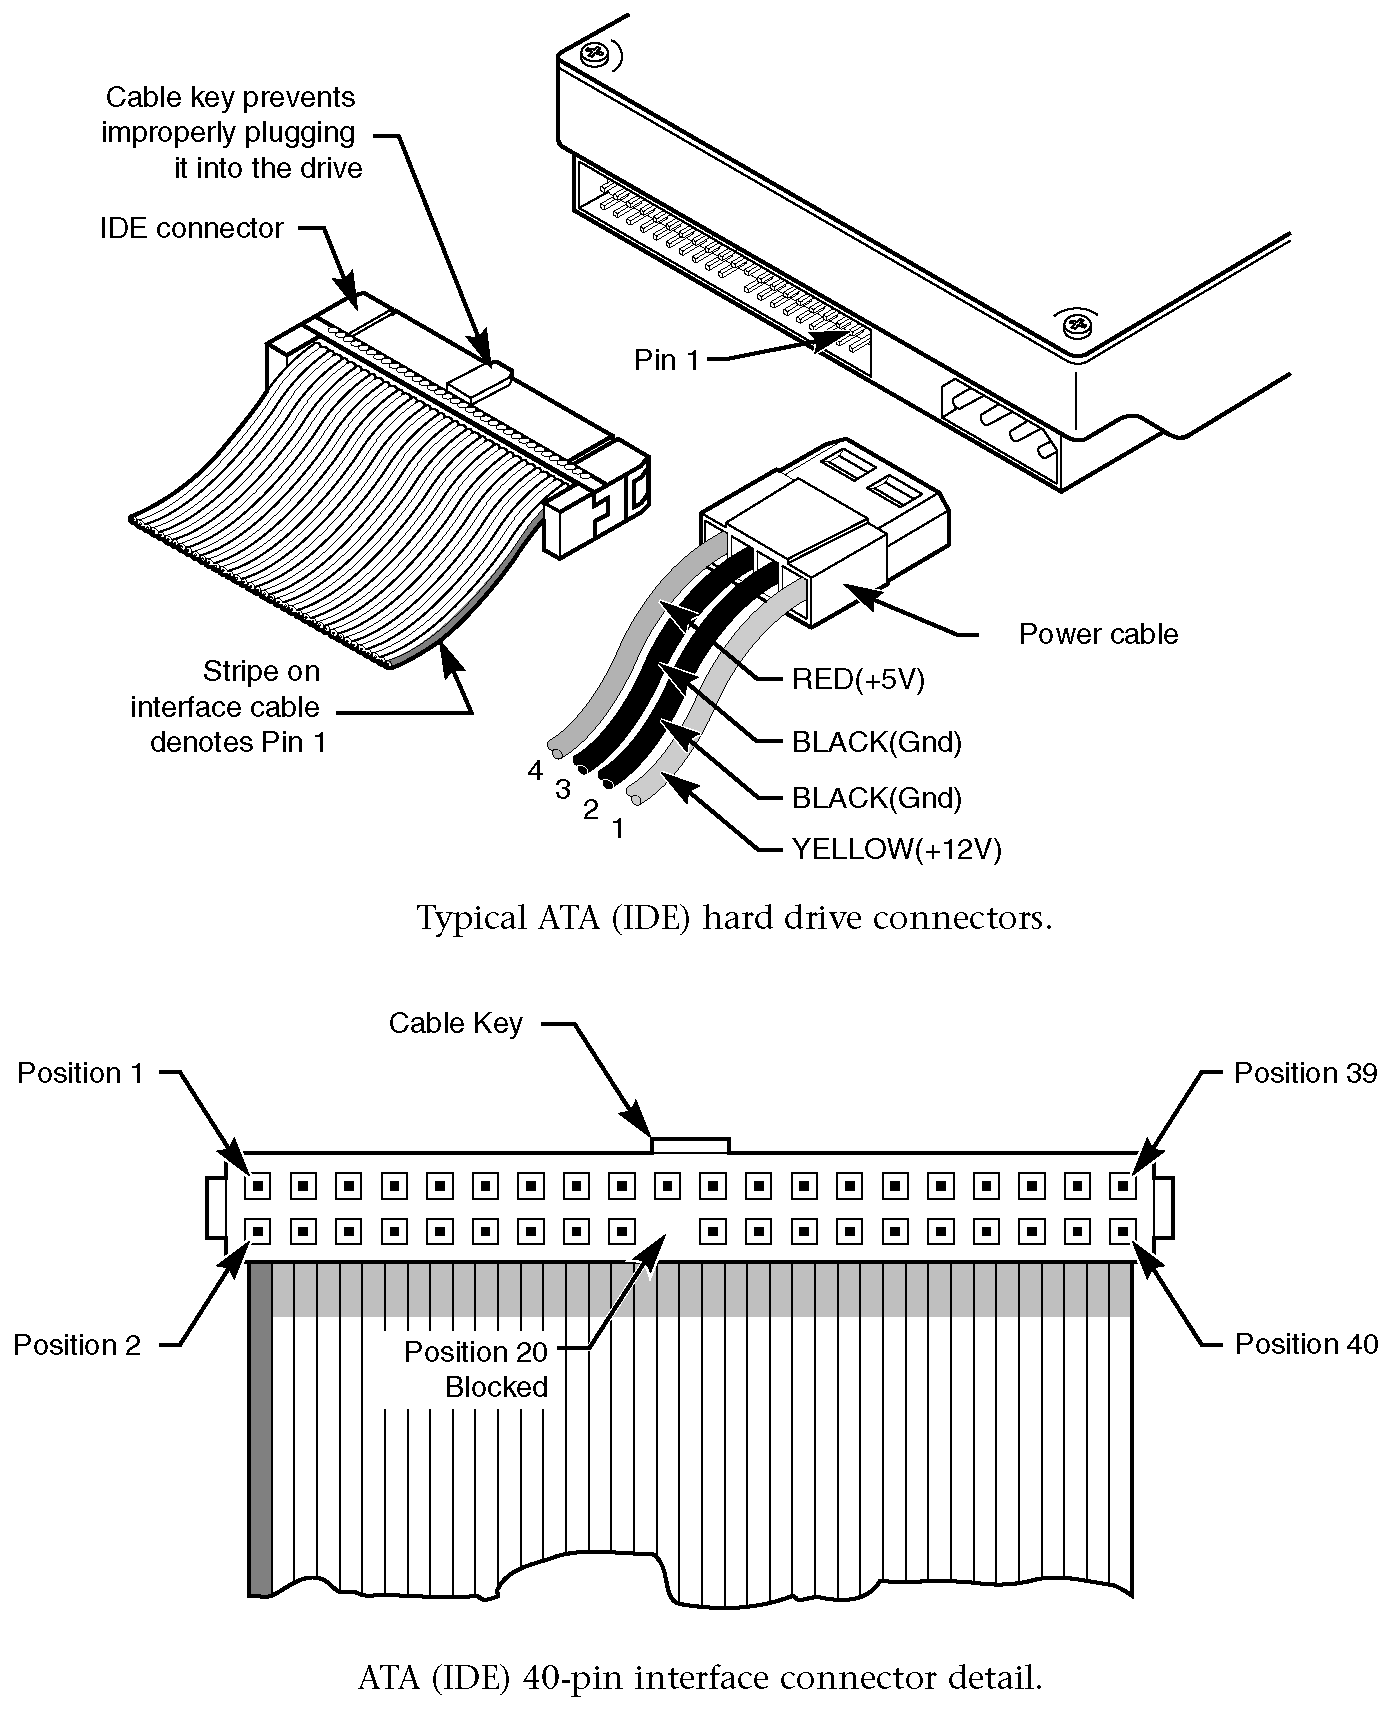 Cable key prevents
improperly plugging
it into the drive
IDE connector
Pin 1
Power cable
Stripe on
interface cable
denotes Pin 1
RED(+5V)
BLACK(Gnd)
BLACK(Gnd)
YELLOW(+12V)
4
3
2
1
Typical ATA (IDE) hard drive connectors.
Cable Key
Position 1
Position 39
Position 2
Position 20
Blocked
Position 40
ATA (IDE) 40-pin interface connector detail.